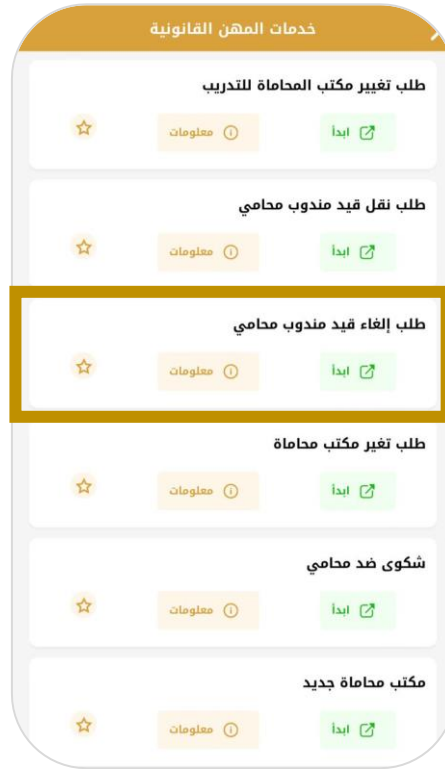 خدمات المهن القانونية
طلب تغيير مكتب المحاماة للتدريب
ابدأ معلومات
طلب نقل قيد مندوب محامي
ابدأ معلومات
طلب إلغاء قيد مندوب محامي
ابدأ معلومات
طلب تغير مكتب محاماة
ابدأ معلومات
شكوى ضد محامي
ابدأ معلومات
مكتب محاماة جديد
ابدأ معلومات